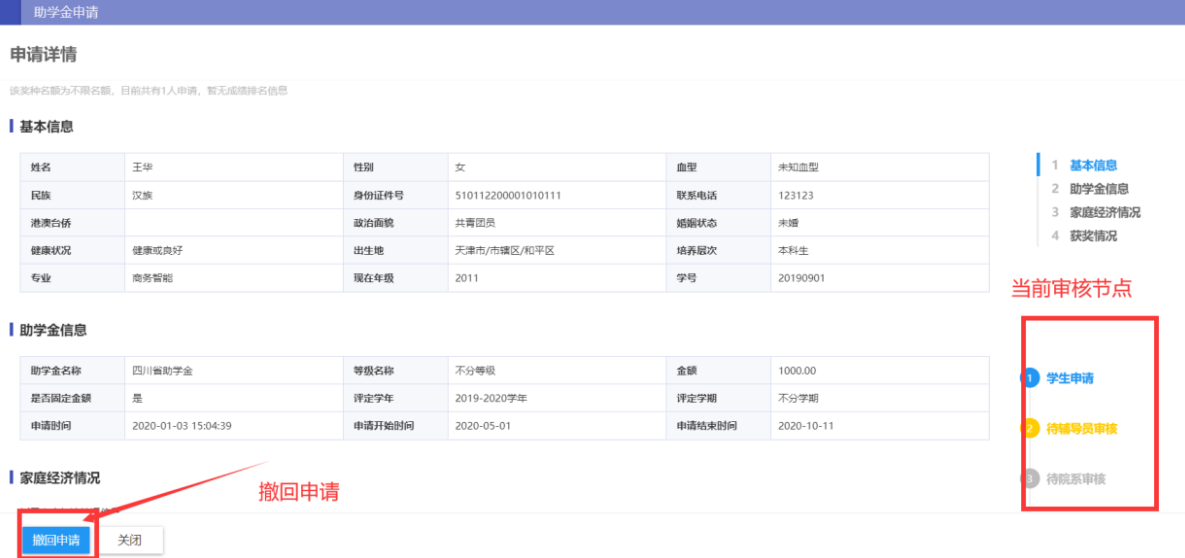 助学金申请
申请详情
该奖种名额为不限名额，目前共有1人申请，暂无成绩排名信息
基本信息
姓名 王华 性别 女 血型 未知血型
民族 汉族 身份证件号 510112200001010111 联系电话 123123
港澳台侨 政治面貌 共青团员 婚姻状态 未婚
健康状况 健康或良好 出生地 天津市/市辖区/和平区 培养层次 本科生
专业 商务智能 现在年级 2011 学号 20190901
1 基本信息
2 助学金信息
3 家庭经济情况
4 获奖情况
当前审核节点
助学金信息
助学金名称 四川省助学金 等级名称 不分等级 金额 1000.00
是否固定金额 是 评定学年 2019-2020学年 评定学期 不分学期
申请时间 2020-01-03 15:04:39 申请开始时间 2020-05-01 申请结束时间 2020-10-11
1 学生申请
2 待辅导员审核
3 待院系审核
家庭经济情况
撤回申请
撤回申请 关闭